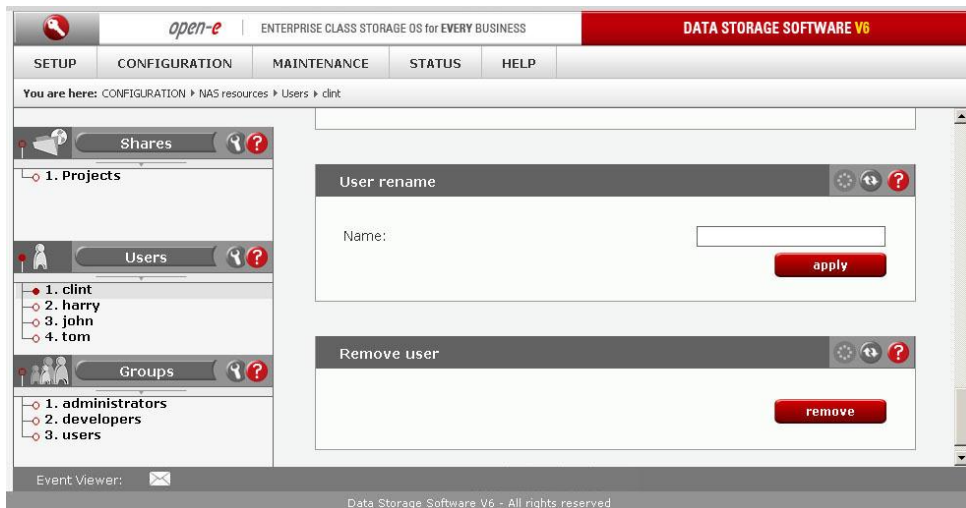 open-e ENTERPRISE CLASS STORAGE OS for EVERY BUSINESS DATA STORAGE SOFTWARE V6
SETUP CONFIGURATION MAINTENANCE STATUS HELP
You are here: CONFIGURATION NAS resources Users clint
Shares
1. Projects
Users
1. clint
2. harry
3. john
4. tom
Groups
1. administrators
2. developers
3. users
User rename
Name:
apply
Remove user
remove
Event Viewer:
Data Storage Software V6 - All rights reserved